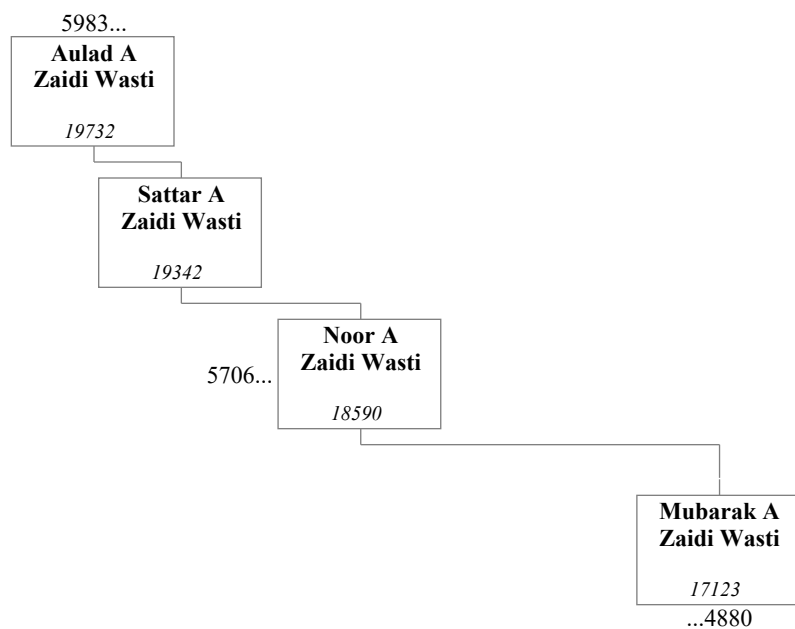 5983...
Aulad A
Zaidi Wasti
19732
Sattar A
Zaidi Wasti
19342
Noor A
Zaidi Wasti
5706...
18590
Mubarak A
Zaidi Wasti
17123
...4880